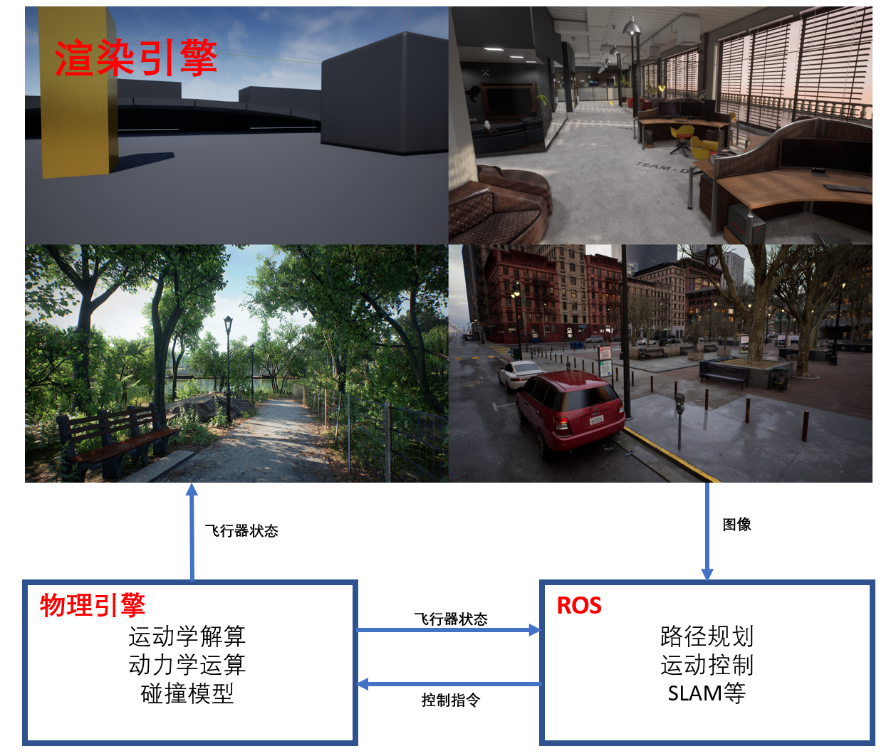 渲染引擎
TEAM-D
飞行器状态
图像
物理引擎
运动学解算
动力学运算
碰撞模型
飞行器状态
控制指令
ROS
路径规划
运动控制
SLAM等